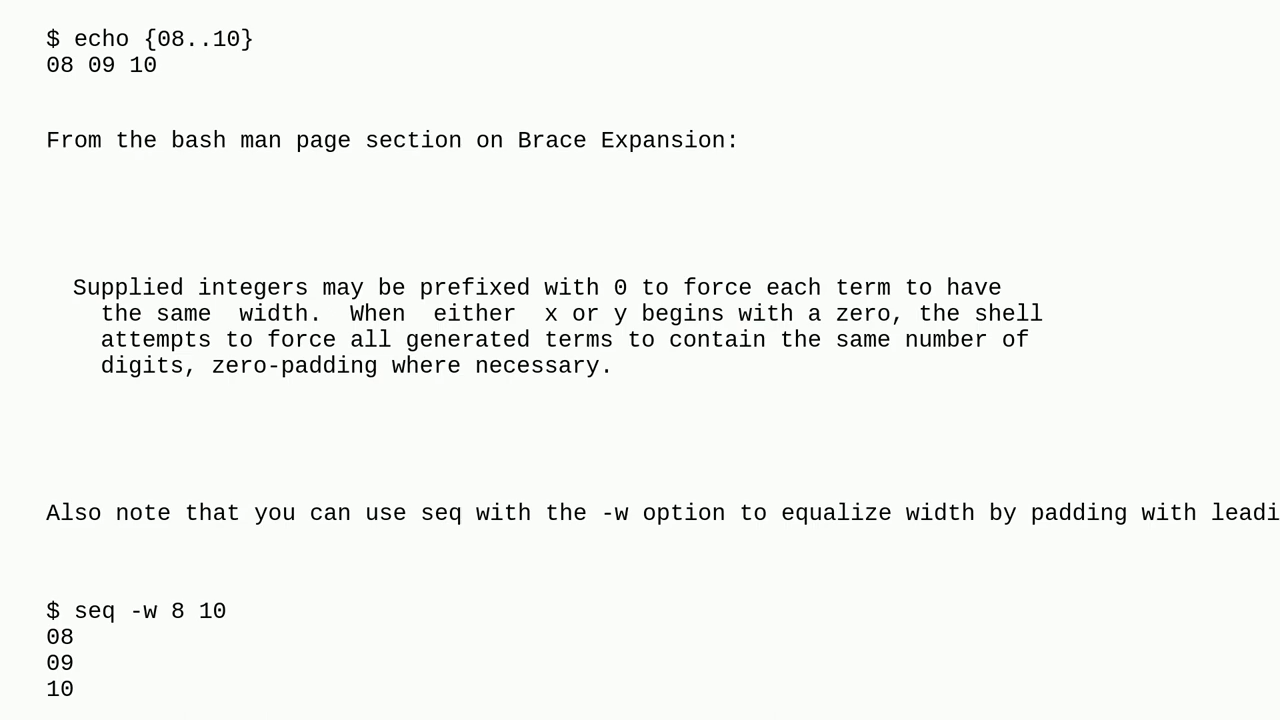 $ echo {08..10}
08 09 10
From the bash man page section on Brace Expansion:
Supplied integers may be prefixed with 0 to force each term to have
the same  width.  When  either  x or y begins with a zero, the shell
attempts to force all generated terms to contain the same number of
digits, zero-padding where necessary.
Also note that you can use seq with the -w option to equalize width by padding with leadi
$ seq -w 8 10
08
09
10